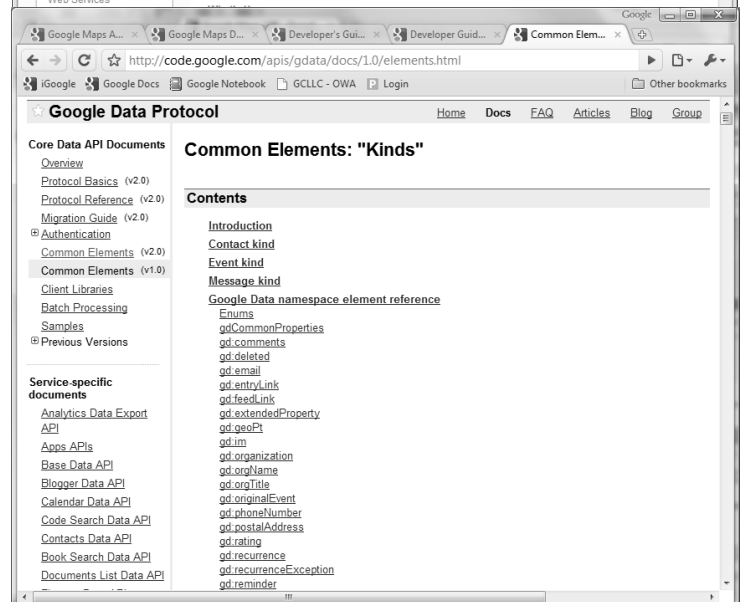 Web Services
Google
Google Maps A...
Google Maps D...
Developer's Gui...
Developer Guid...
Common Elem...
http://code.google.com/apis/gdata/docs/1.0/elements.html
iGoogle
Google Docs
Google Notebook
GCLLC - OWA
Login
Other bookmarks
Google Data Protocol
Home
Docs
FAQ
Articles
Blog
Group
Core Data API Documents
Overview
Protocol Basics (v2.0)
Protocol Reference (v2.0)
Migration Guide (v2.0)
Authentication
Common Elements (v2.0)
Common Elements (v1.0)
Client Libraries
Batch Processing
Samples
Previous Versions
Service-specific
documents
Analytics Data Export
API
Apps APIs
Base Data API
Blogger Data API
Calendar Data API
Code Search Data API
Contacts Data API
Book Search Data API
Documents List Data API
Common Elements: "Kinds"
Contents
Introduction
Contact kind
Event kind
Message kind
Google Data namespace element reference
Enums
gdCommonProperties
gd:comments
gd:deleted
gd:email
gd:entryLink
gd:feedLink
gd:extendedProperty
gd:geoPt
gd:im
gd:organization
gd:orgName
gd:orgTitle
gd:originalEvent
gd:phoneNumber
gd:postalAddress
gd:rating
gd:recurrence
gd:recurrenceException
gd:reminder